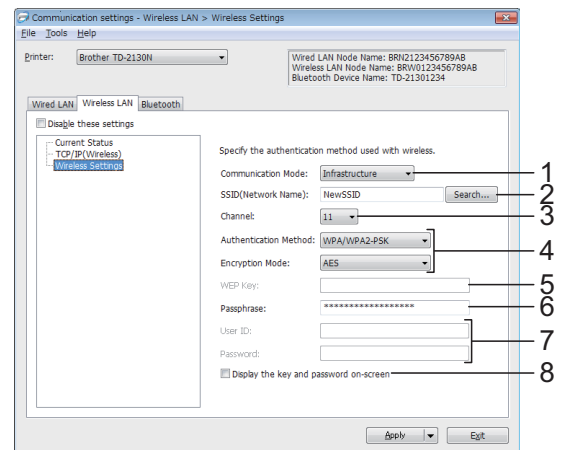 Communication settings - Wireless LAN > Wireless Settings
File Tools Help
Printer: Brother TD-2130N
Wired LAN Node Name: BRN2123456789AB
Wireless LAN Node Name: BRW0123456789AB
Bluetooth Device Name: TD-21301234
Wired LAN Wireless LAN Bluetooth
Disable these settings
Current Status
TCP/IP(Wireless)
Wireless Settings
Specify the authentication method used with wireless.
Communication Mode: Infrastructure 1
SSID(Network Name): NewSSID Search... 2
Channel: 11 3
Authentication Method: WPA/WPA2-PSK
4
Encryption Mode: AES
WEP Key: 5
Passphrase: ****************** 6
User ID:
7
Password:
Display the key and password on-screen 8
Apply Exit